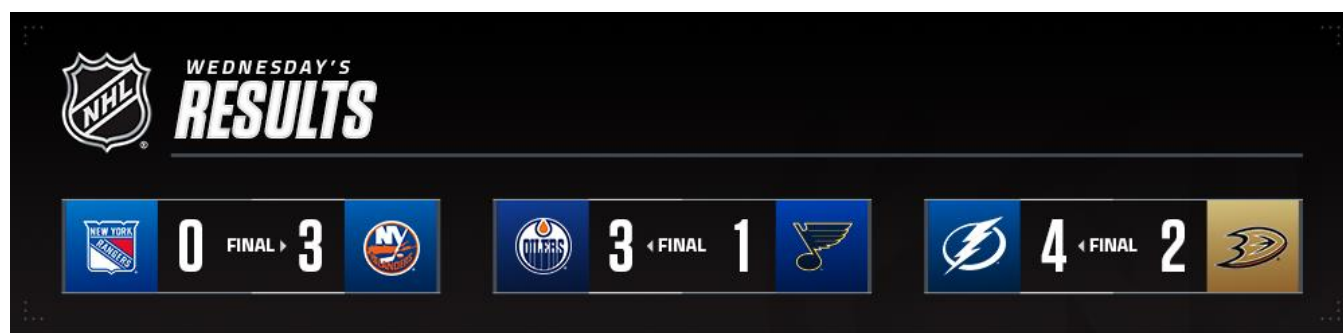 NHL
WEDNESDAY'S
RESULTS
NEW YORK
RANGERS
0 FINAL 3
NY
ISLANDERS
OILERS
3 FINAL 1
4 FINAL 2